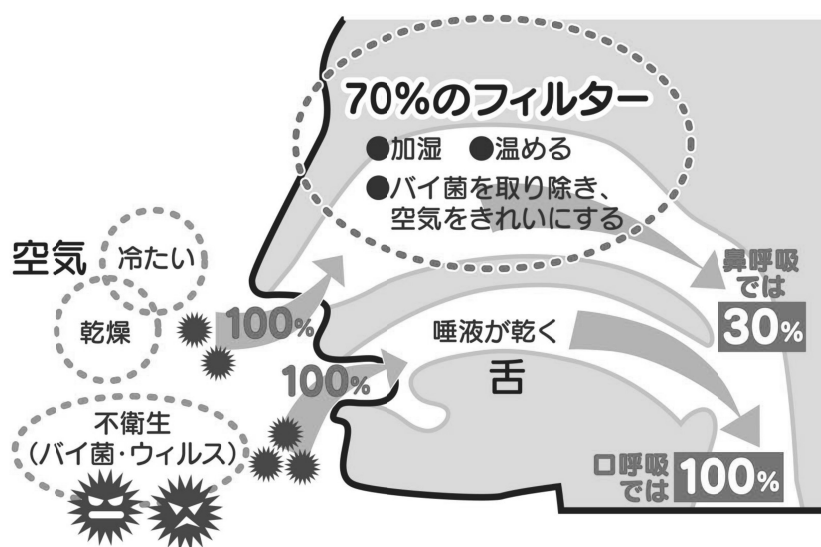 70%のフィルター
●加湿 ●温める
●バイ菌を取り除き、
空気をきれいにする
空気
冷たい
乾燥
100%
鼻呼吸
では
30%
唾液が乾く
舌
100%
不衛生
(バイ菌・ウィルス)
口呼吸
では
100%